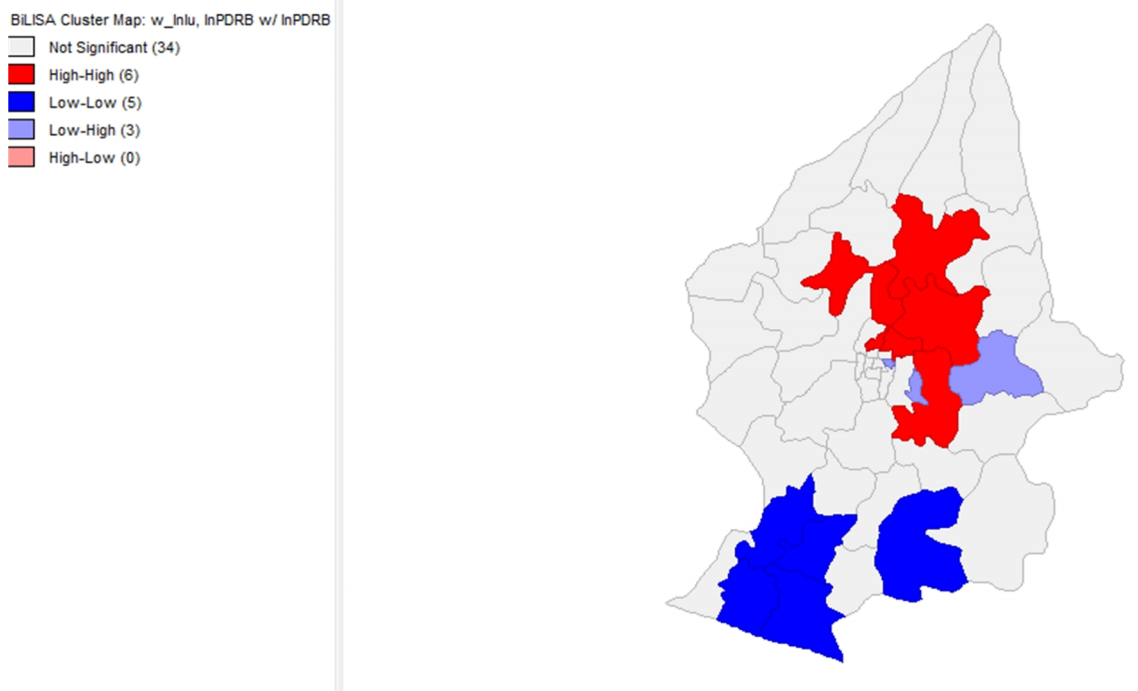 BiLISA Cluster Map: w_lnlu, lnPDRB w/ lnPDRB
Not Significant (34)
High-High (6)
Low-Low (5)
Low-High (3)
High-Low (0)